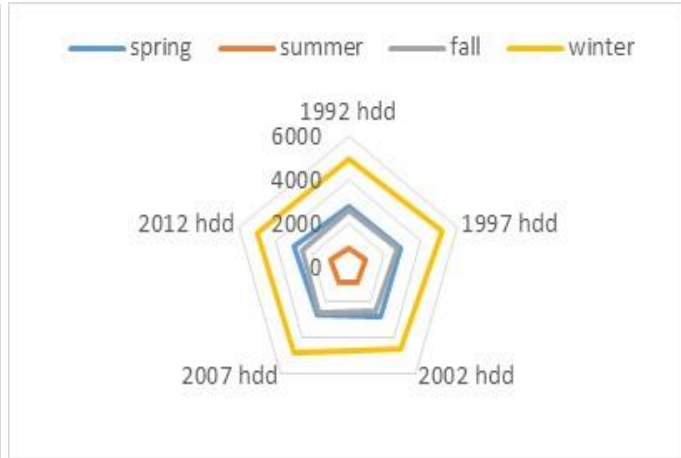 spring summer fall winter
1992 hdd
6000
4000
2012 hdd 2000 1997 hdd
0
2007 hdd 2002 hdd